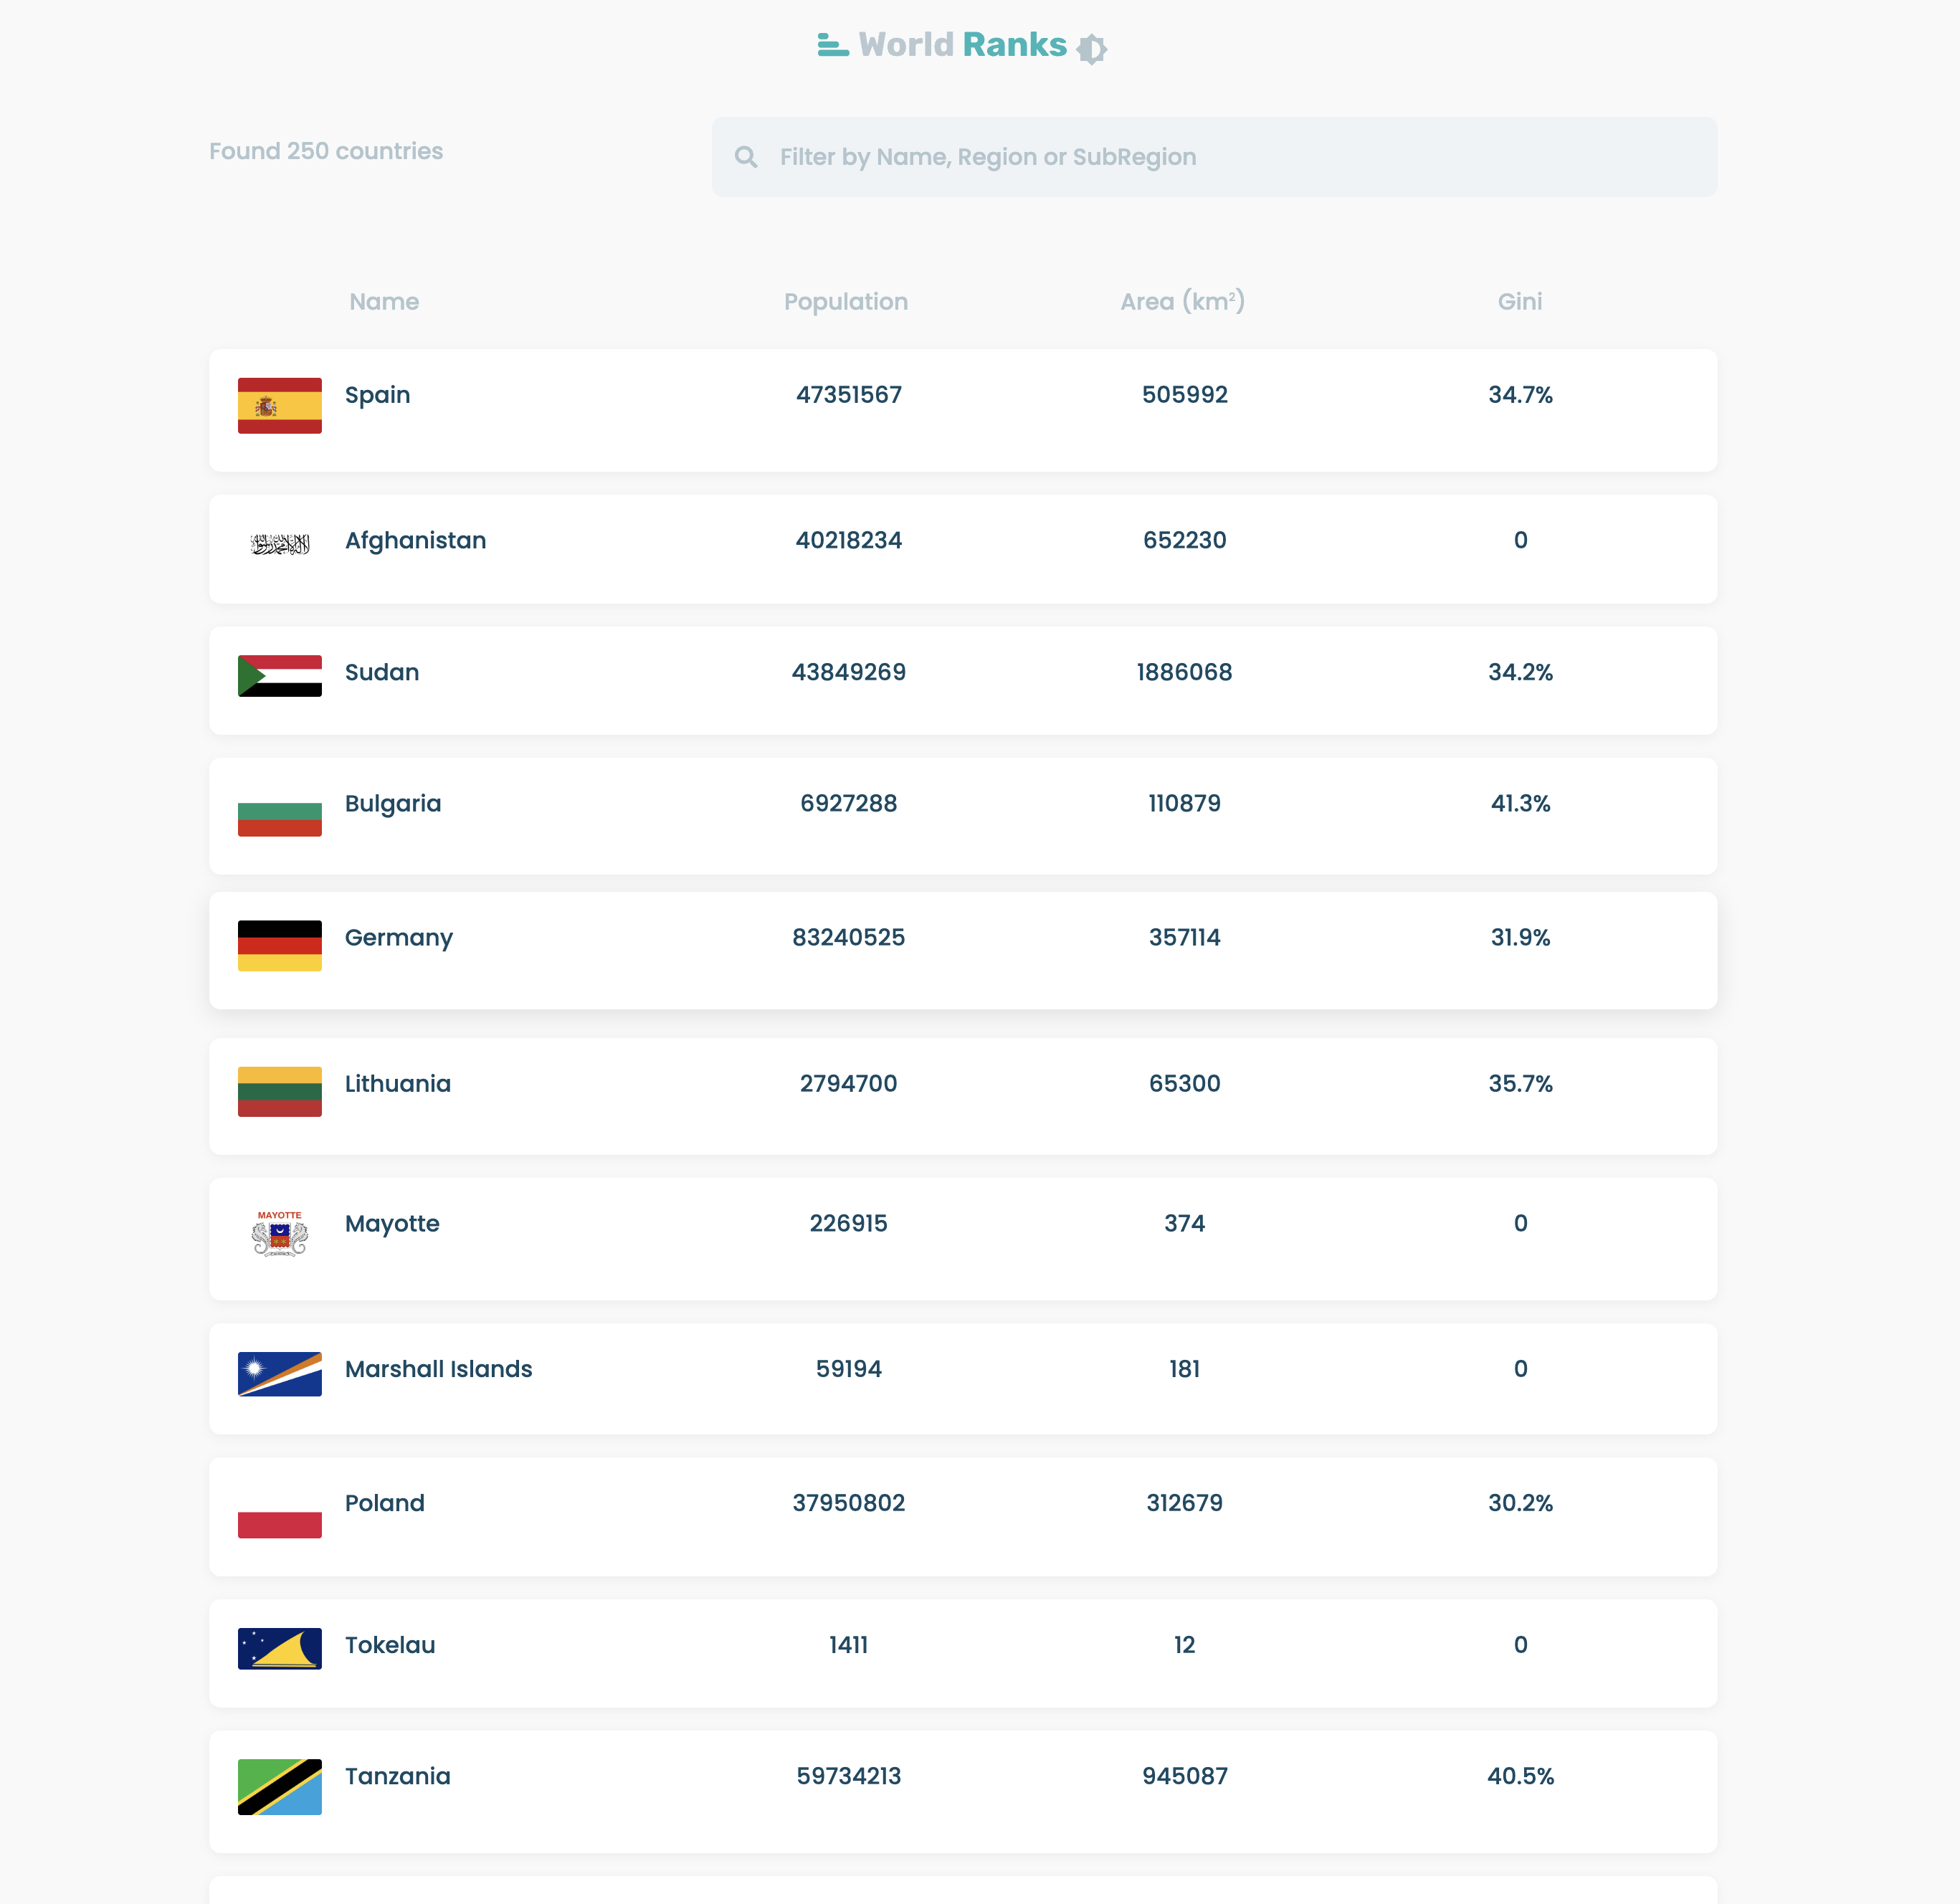 World Ranks
Found 250 countries
Filter by Name, Region or SubRegion
Name Population Area (km²) Gini
Spain 47351567 505992 34.7%
Afghanistan 40218234 652230 0
Sudan 43849269 1886068 34.2%
Bulgaria 6927288 110879 41.3%
Germany 83240525 357114 31.9%
Lithuania 2794700 65300 35.7%
MAYOTTE
Mayotte 226915 374 0
Marshall Islands 59194 181 0
Poland 37950802 312679 30.2%
Tokelau 1411 12 0
Tanzania 59734213 945087 40.5%